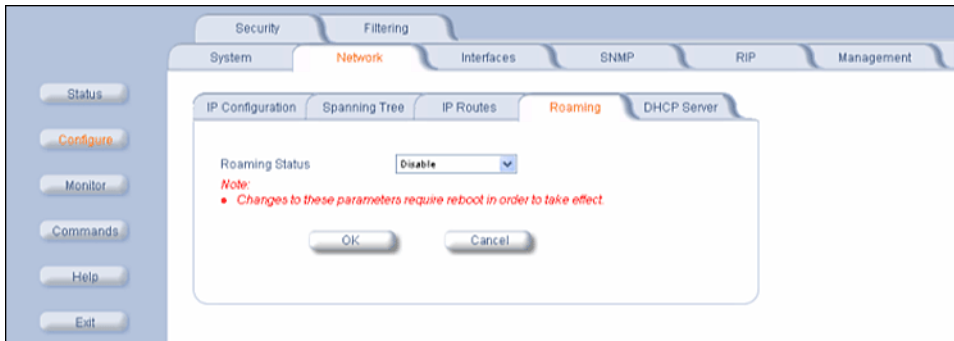 Security Filtering
System Network Interfaces SNMP RIP Management
Status
Configure
Monitor
Commands
Help
Exit
IP Configuration Spanning Tree IP Routes Roaming DHCP Server
Roaming Status Disable
Note:
• Changes to these parameters require reboot in order to take effect.
OK Cancel